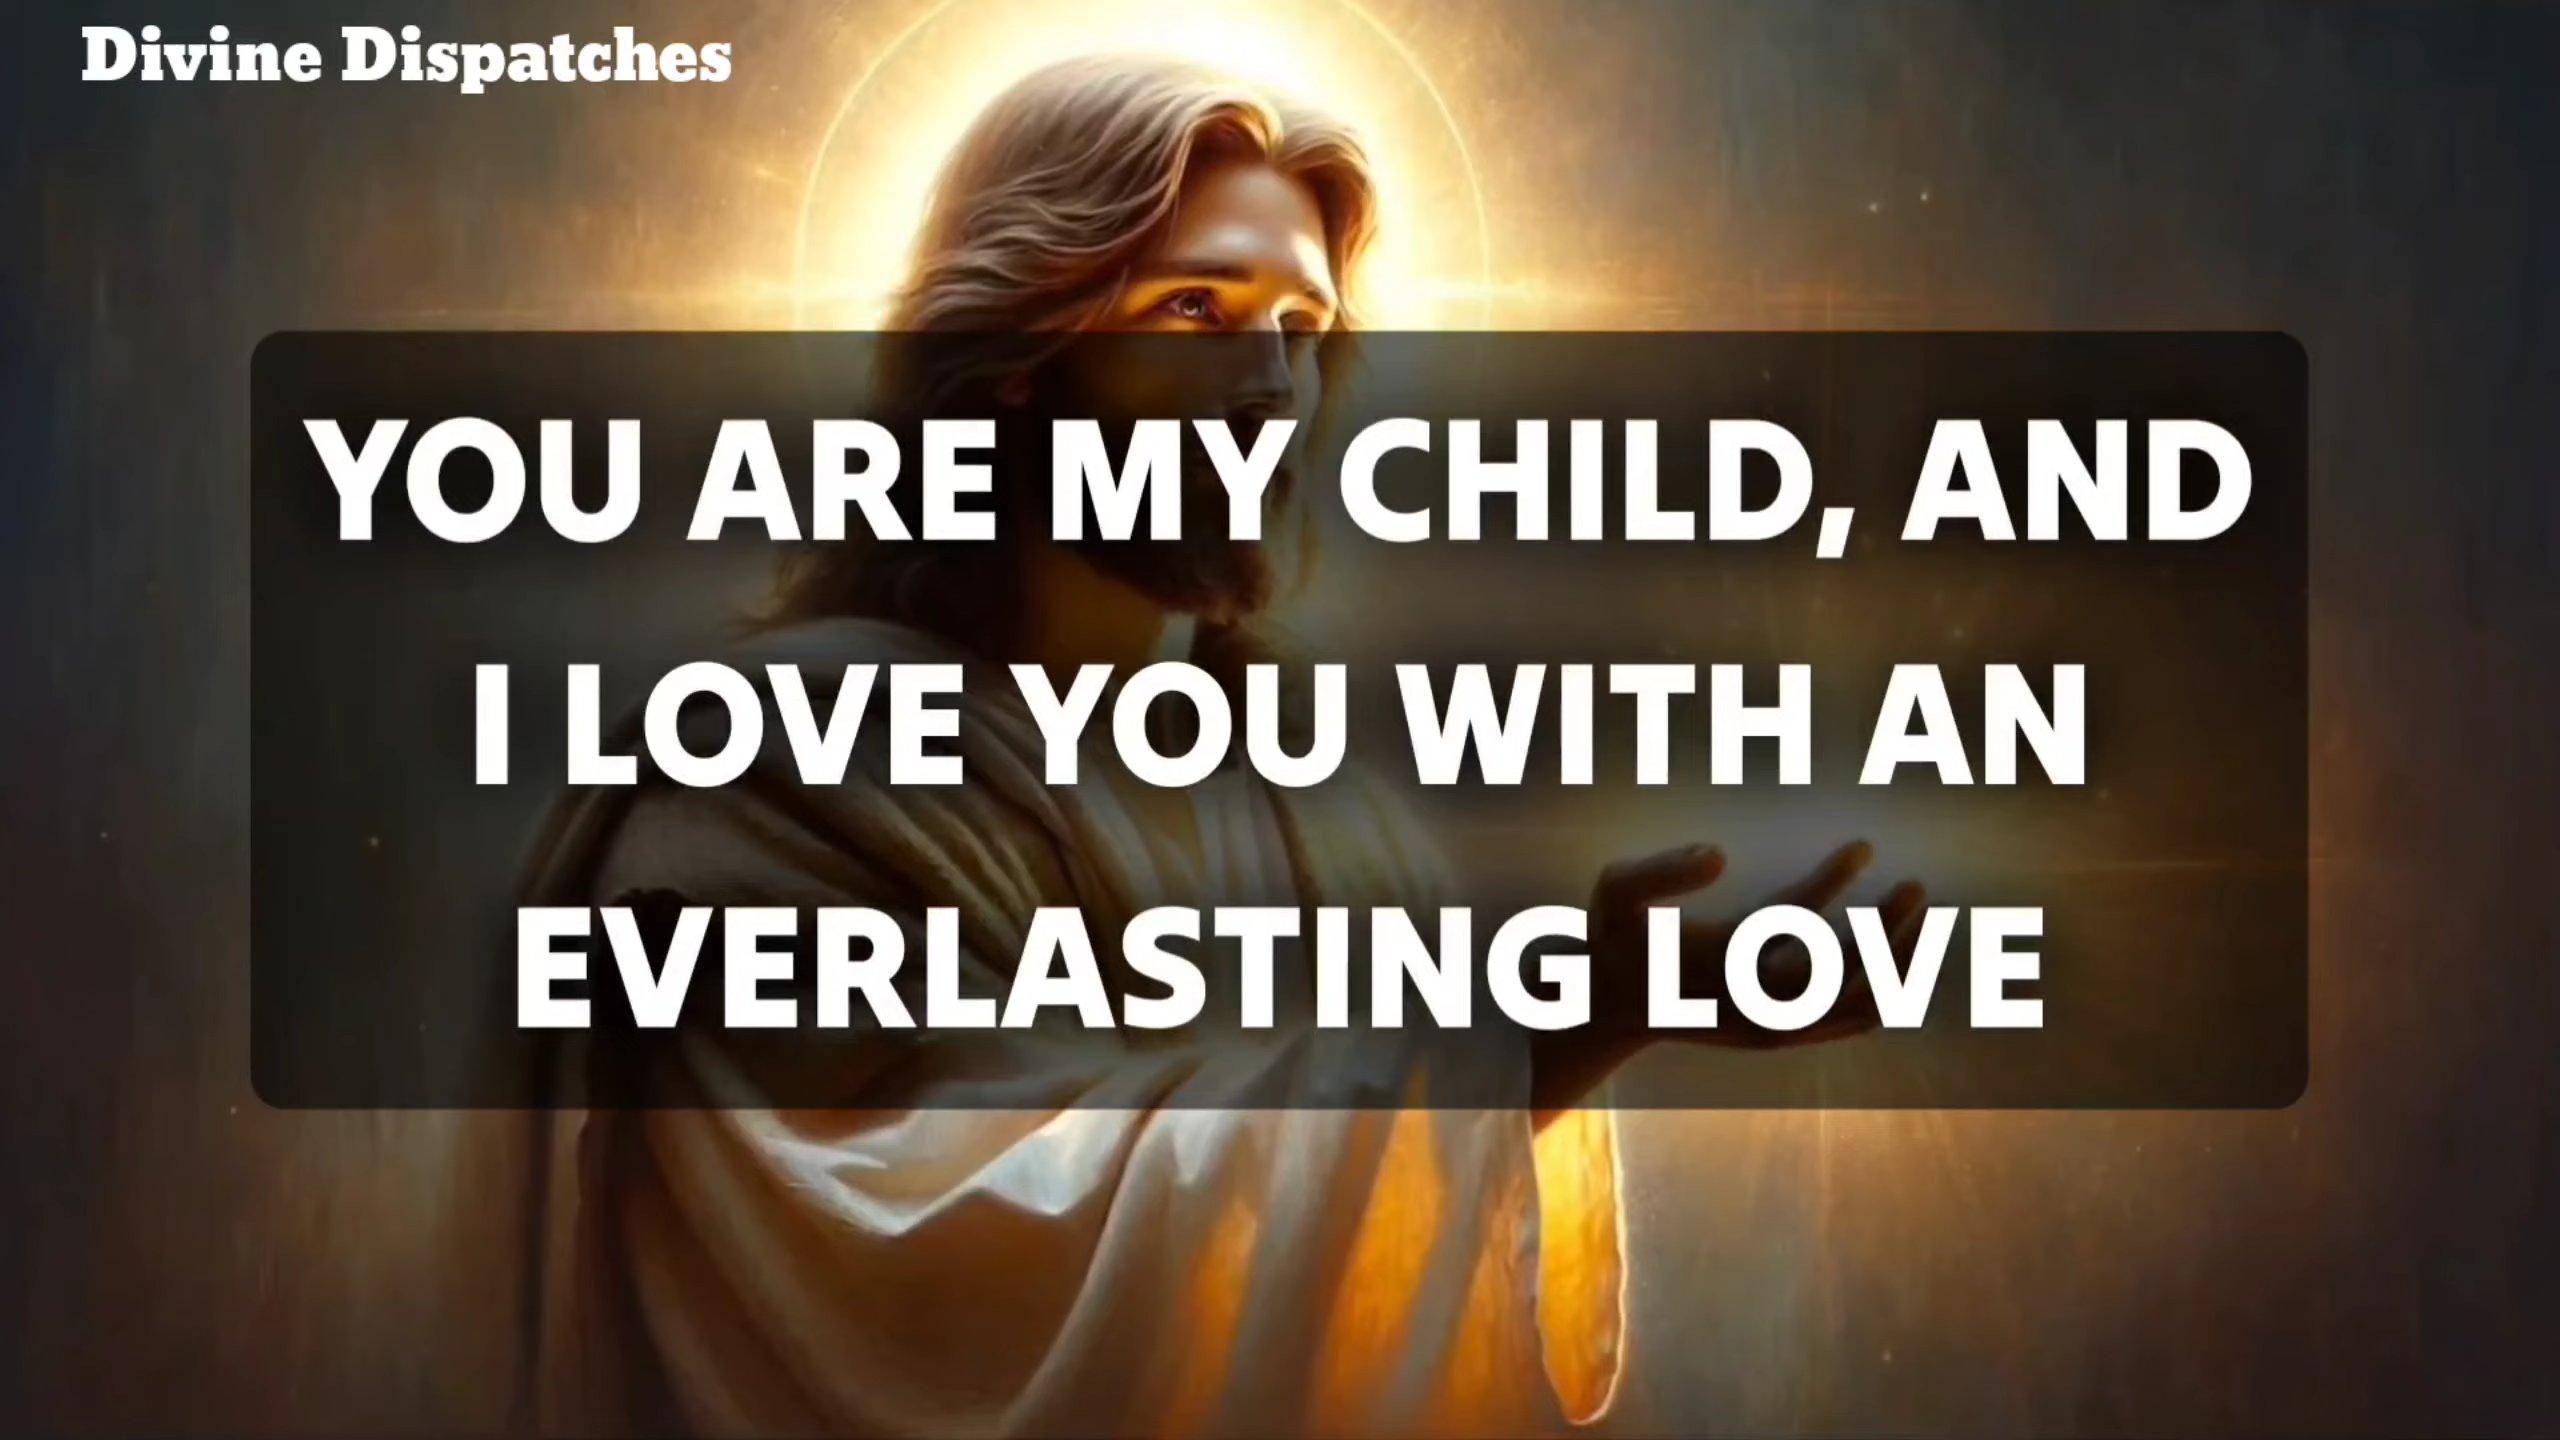 Divine Dispatches
YOU ARE MY CHILD, AND
I LOVE YOU WITH AN
EVERLASTING LOVE